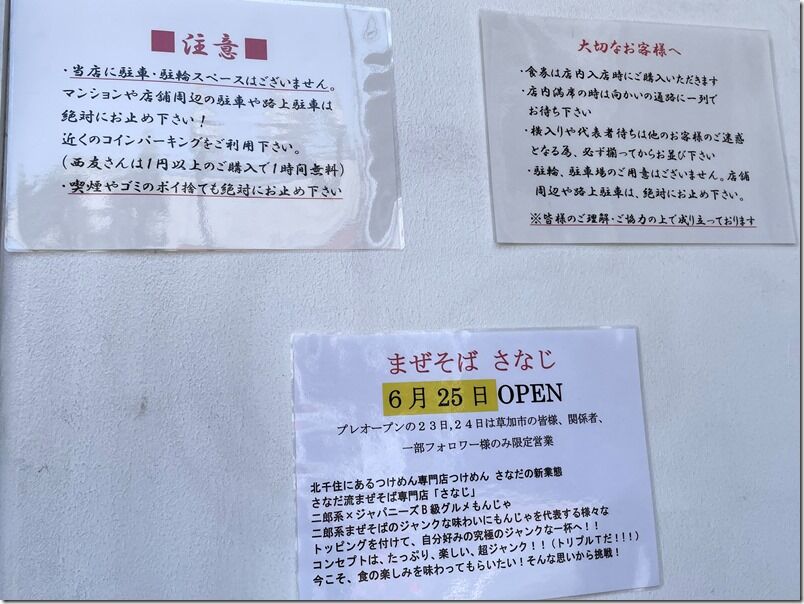 ■注意■
・当店に駐車・駐輪スペースはございません。
マンションや店舗周辺の駐車や路上駐車は
絶対にお止め下さい！
近くのコインパーキングをご利用下さい。
(西友さんは1円以上のご購入で1時間無料)
・喫煙やゴミのポイ捨ても絶対にお止め下さい
大切なお客様へ
・食券は店内入店時にご購入いただきます
・店内満席の時は向かいの通路に一列で
お待ち下さい
・横入りや代表者待ちは他のお客様のご迷惑
となる為、必ず揃ってからお並び下さい
・駐輪、駐車場のご用意はございません。店舗
周辺や路上駐車は、絶対にお止め下さい。
※皆様のご理解・ご協力の上で成り立っております
まぜそば さなじ
6月25日OPEN
プレオープンの23日,24日は草加市の皆様、関係者、
一部フォロワー様のみ限定営業
北千住にあるつけめん専門店つけめん さなだの新業態
さなだ流まぜそば専門店「さなじ」
二郎系×ジャパニーズB級グルメもんじゃ
二郎系まぜそばのジャンクな味わいにもんじゃを代表する様々な
トッピングを付けて、自分好みの究極のジャンクな一杯へ！！
コンセプトは、たっぷり、楽しい、超ジャンク！！(トリプルTだ!!!)
今こそ、食の楽しみを味わってもらいたい！そんな思いから挑戦！